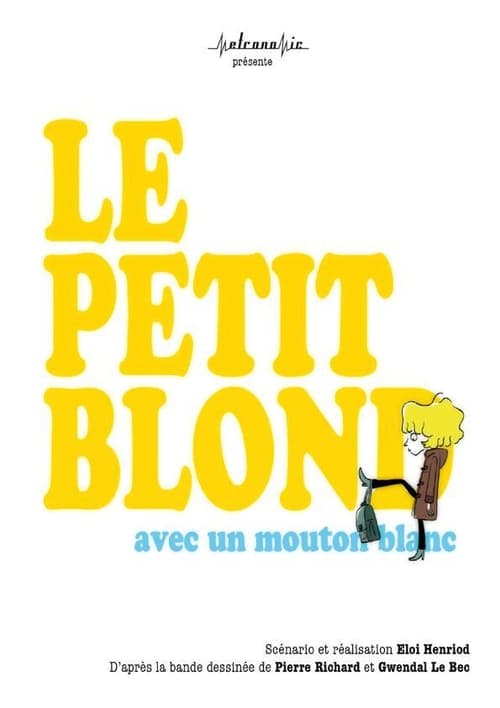 Metronomic
présente
LE
PETIT
BLOND
avec un mouton blanc
Scénario et réalisation Eloi Henriod
D'après la bande dessinée de Pierre Richard et Gwendal Le Bec